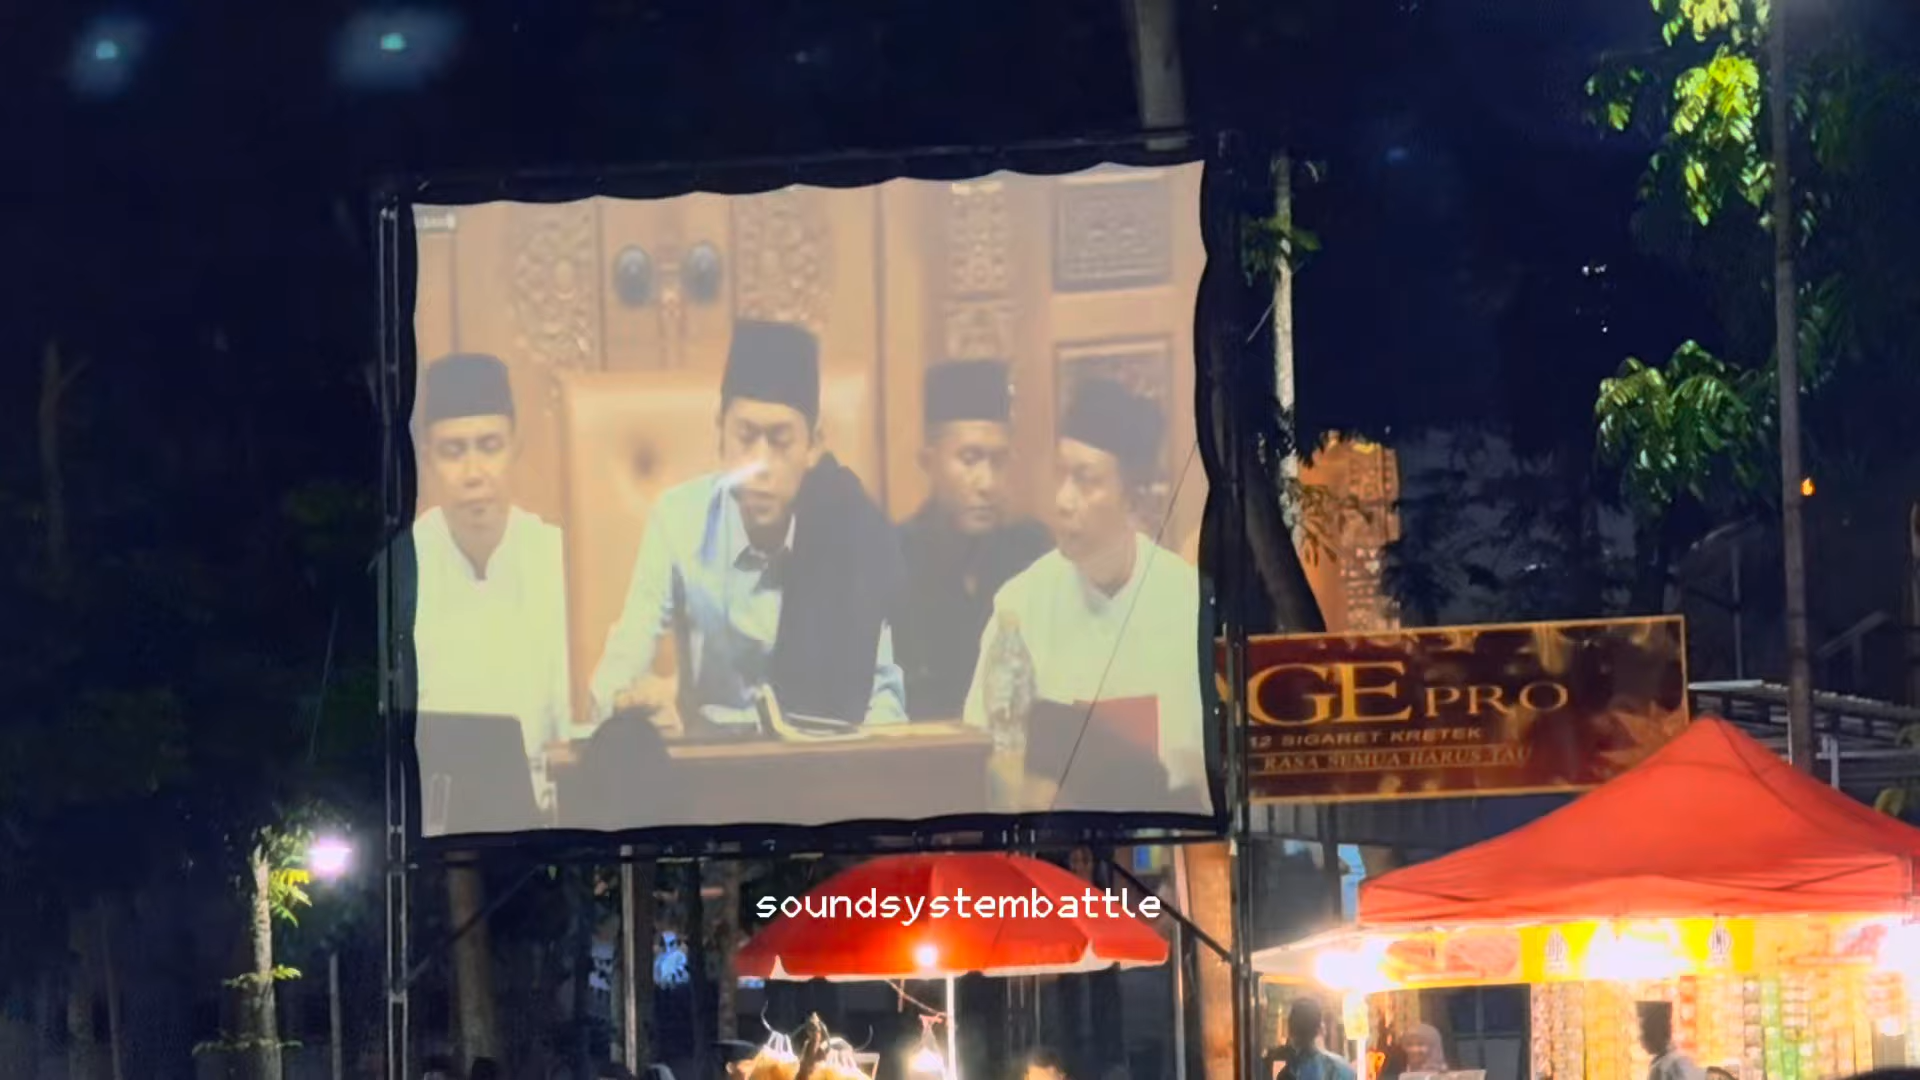 GE PRO
12 SIGARET KRETEK
RASA SEMUA HARUS TAU
soundsystembattle